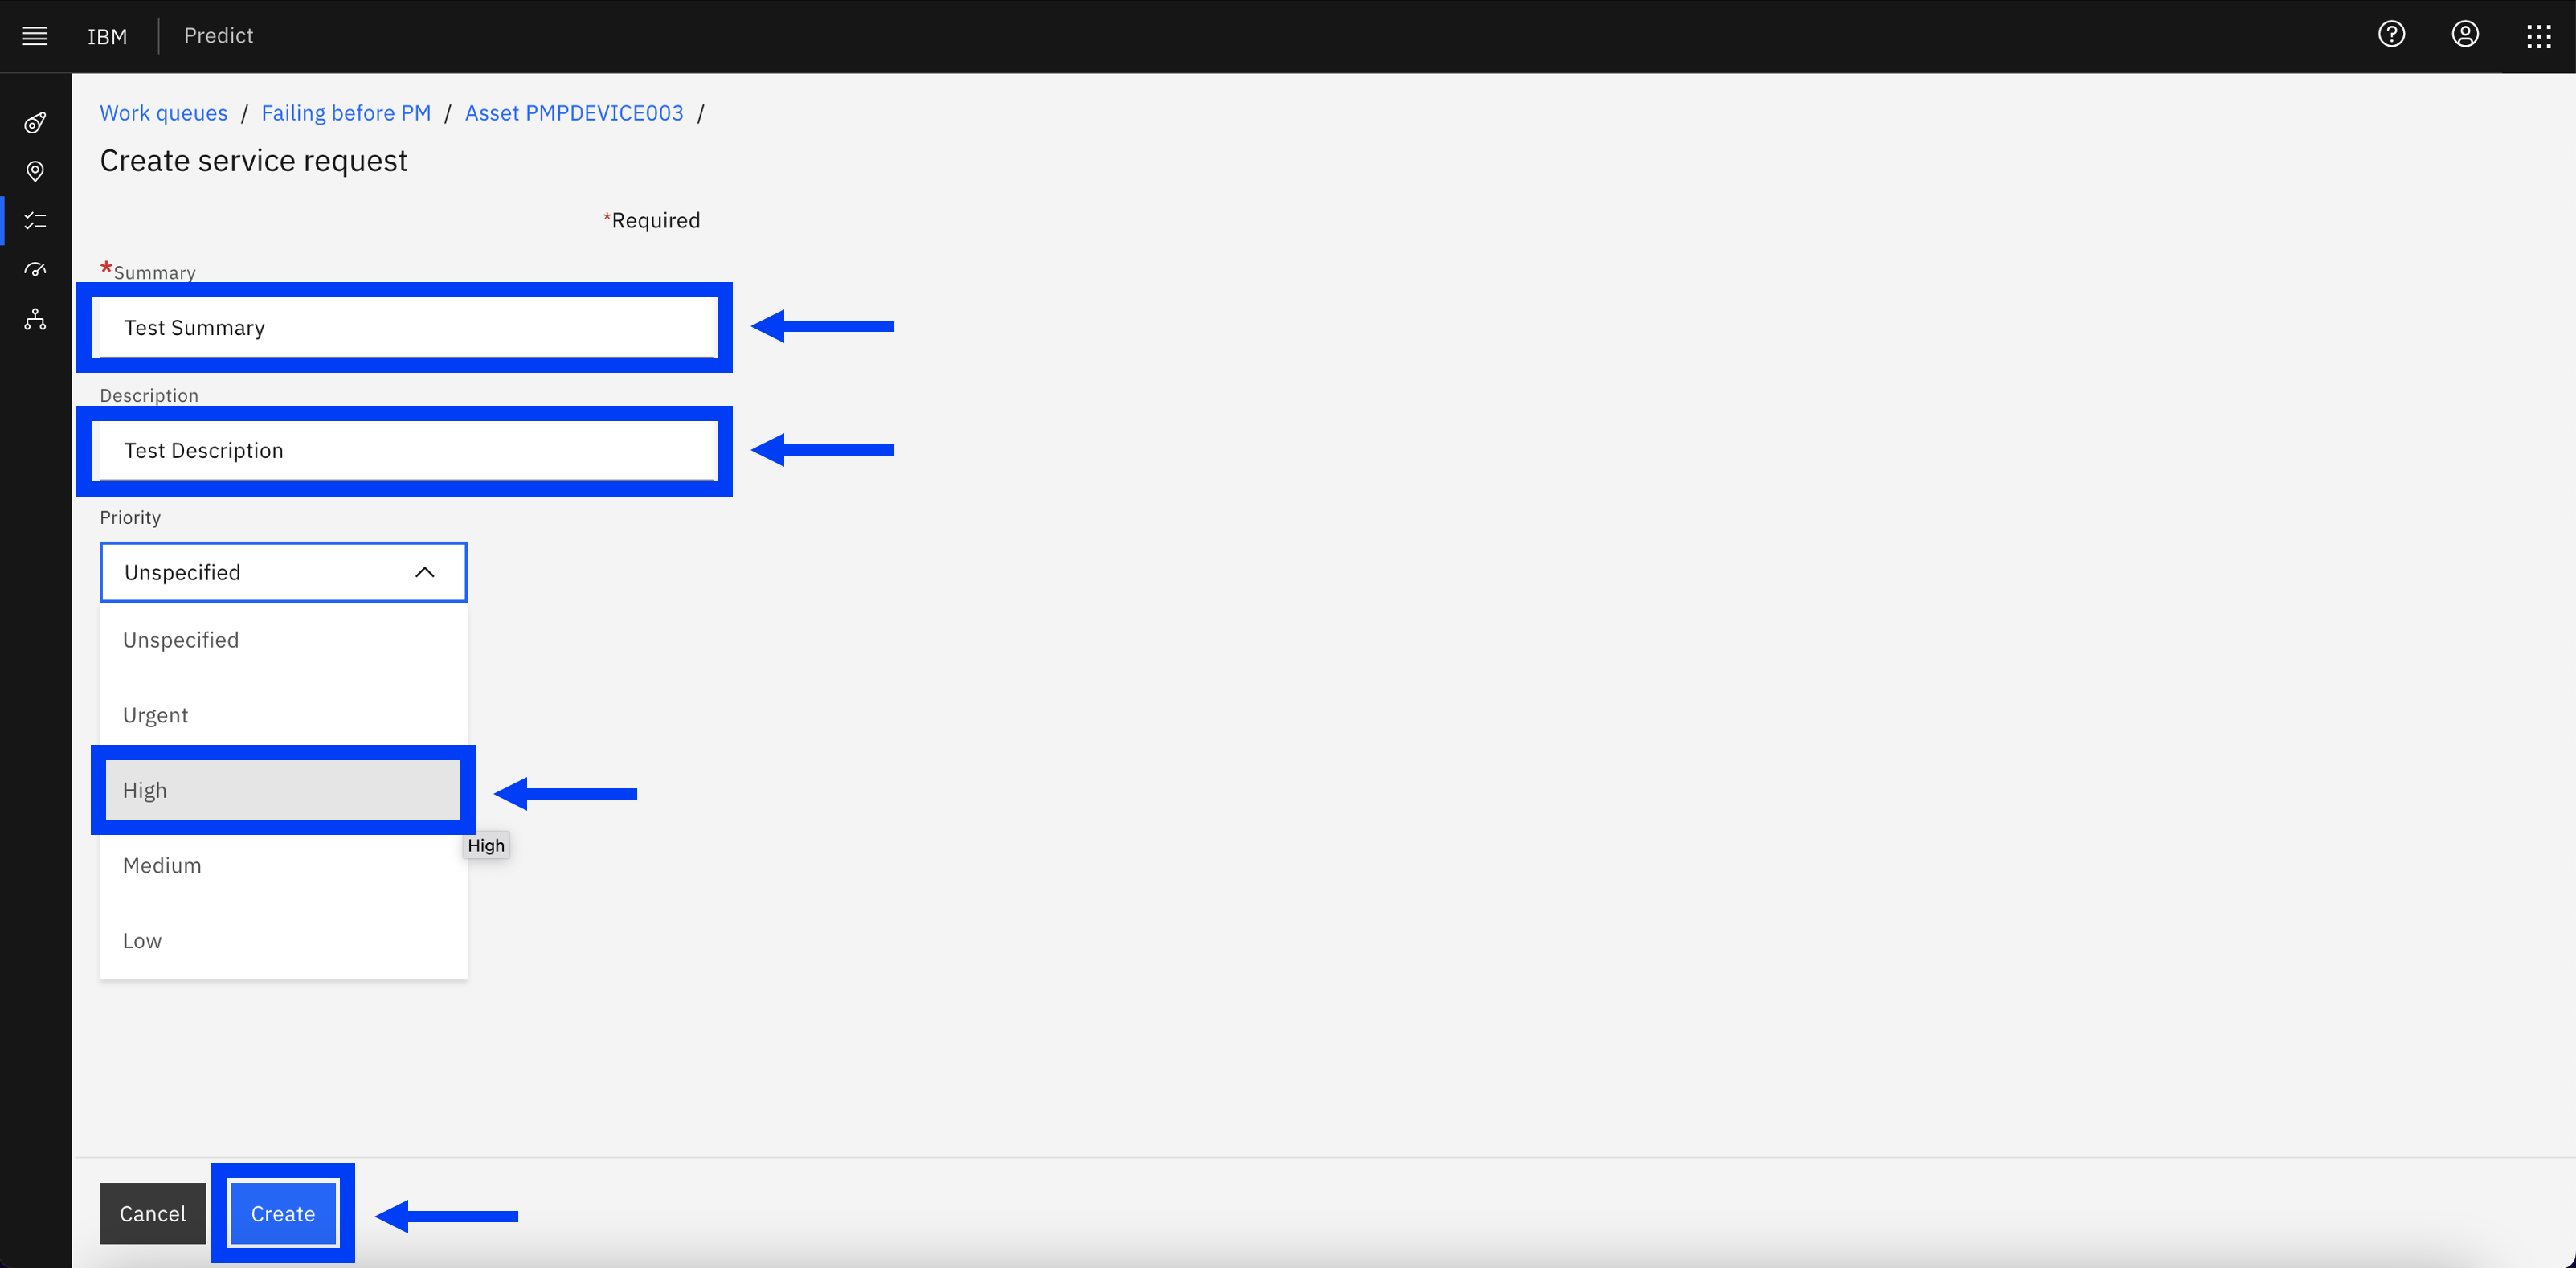 IBM Predict
Work queues / Failing before PM / Asset PMPDEVICE003 /
Create service request
*Required
*Summary
Test Summary
Description
Test Description
Priority
Unspecified
Unspecified
Urgent
High
High
Medium
Low
Cancel Create